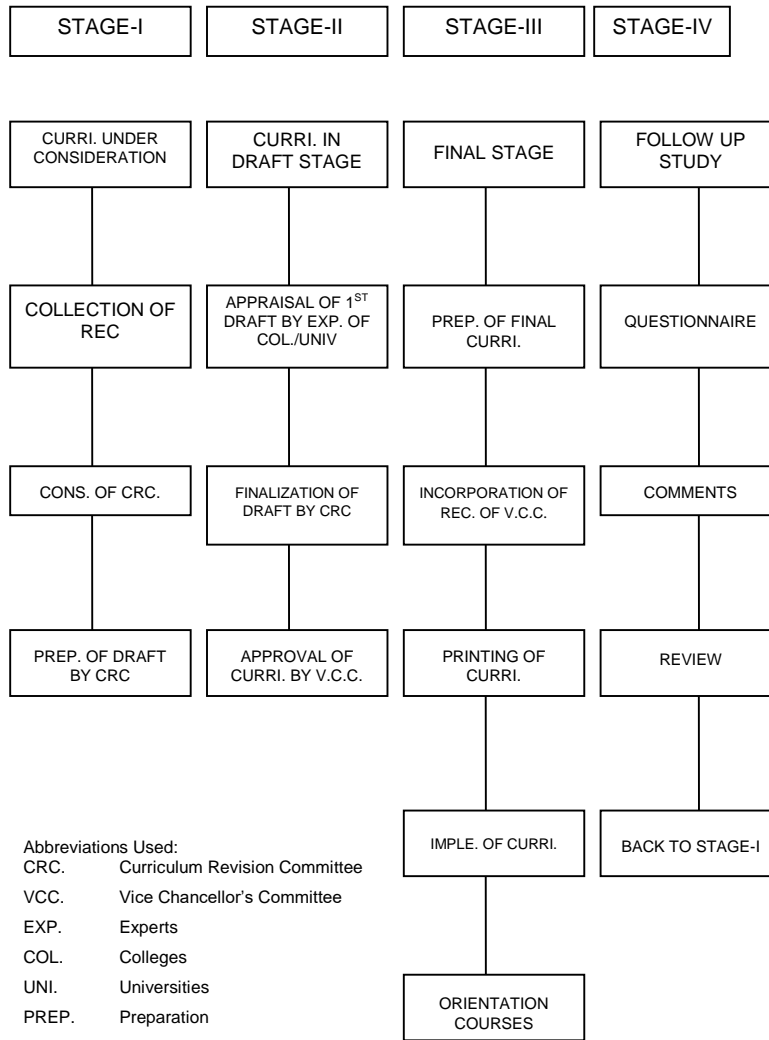 STAGE-I
STAGE-II
STAGE-III
STAGE-IV
CURRI. UNDER
CONSIDERATION
CURRI. IN
DRAFT STAGE
FINAL STAGE
FOLLOW UP
STUDY
COLLECTION OF
REC
APPRAISAL OF 1ST
DRAFT BY EXP. OF
COL./UNIV
PREP. OF FINAL
CURRI.
QUESTIONNAIRE
CONS. OF CRC.
FINALIZATION OF
DRAFT BY CRC
INCORPORATION OF
REC. OF V.C.C.
COMMENTS
PREP. OF DRAFT
BY CRC
APPROVAL OF
CURRI. BY V.C.C.
PRINTING OF
CURRI.
REVIEW
IMPLE. OF CURRI.
BACK TO STAGE-I
ORIENTATION
COURSES
Abbreviations Used:
CRC. Curriculum Revision Committee
VCC. Vice Chancellor's Committee
EXP. Experts
COL. Colleges
UNI. Universities
PREP. Preparation